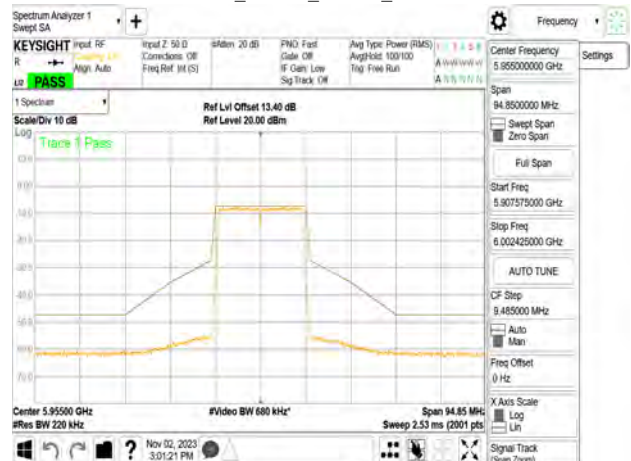 Spectrum Analyzer 1
Swept SA
Frequency
KEYSIGHT
Input: RF
Coupling: DC
Align: Auto
Input Z: 50 Ω
Corrections: Off
Freq Ref: Int (S)
#Atten: 20 dB
PNO: Fast
Gate: Off
IF Gain: Low
Sig Track: Off
Avg Type: Power (RMS)
Avg|Hold: 100/100
Trig: Free Run
PASS
Settings
Center Frequency
5.955000000 GHz
Span
94.8500000 MHz
Swept Span
Zero Span
Full Span
Start Freq
5.907575000 GHz
Stop Freq
6.002425000 GHz
AUTO TUNE
CF Step
9.485000 MHz
Auto
Man
Freq Offset
0 Hz
X Axis Scale
Log
Lin
Signal Track
(Span Zoom)
1 Spectrum
Scale/Div 10 dB
Ref Lvl Offset 13.40 dB
Ref Level 20.00 dBm
Log
Trace 1 Pass
Center 5.95500 GHz
#Res BW 220 kHz
#Video BW 680 kHz*
Span 94.85 MHz
Sweep 2.53 ms (2001 pts)
Nov 02, 2023
3:01:21 PM